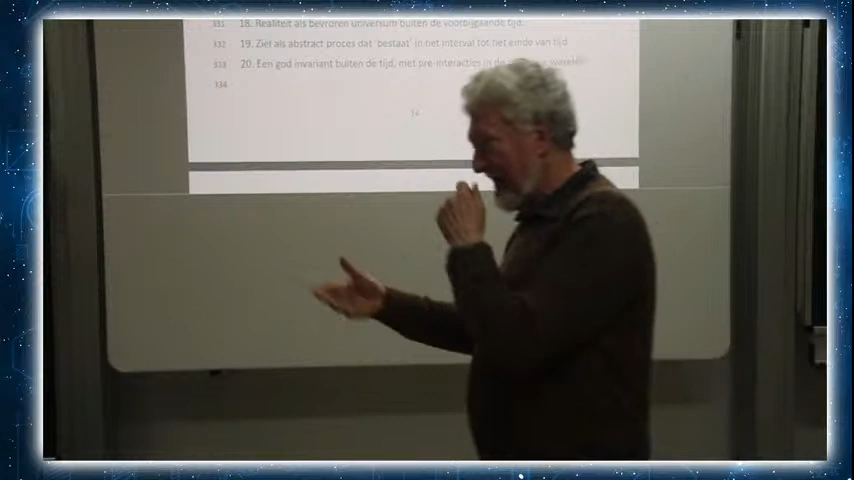 331 18. Realiteit als bevroren universum buiten de voorbijgaande tijd.
332 19. Ziel als abstract proces dat 'bestaat' in het interval tot het einde van tijd
333 20. Een god invariant buiten de tijd, met pre-interacties in de
334
14